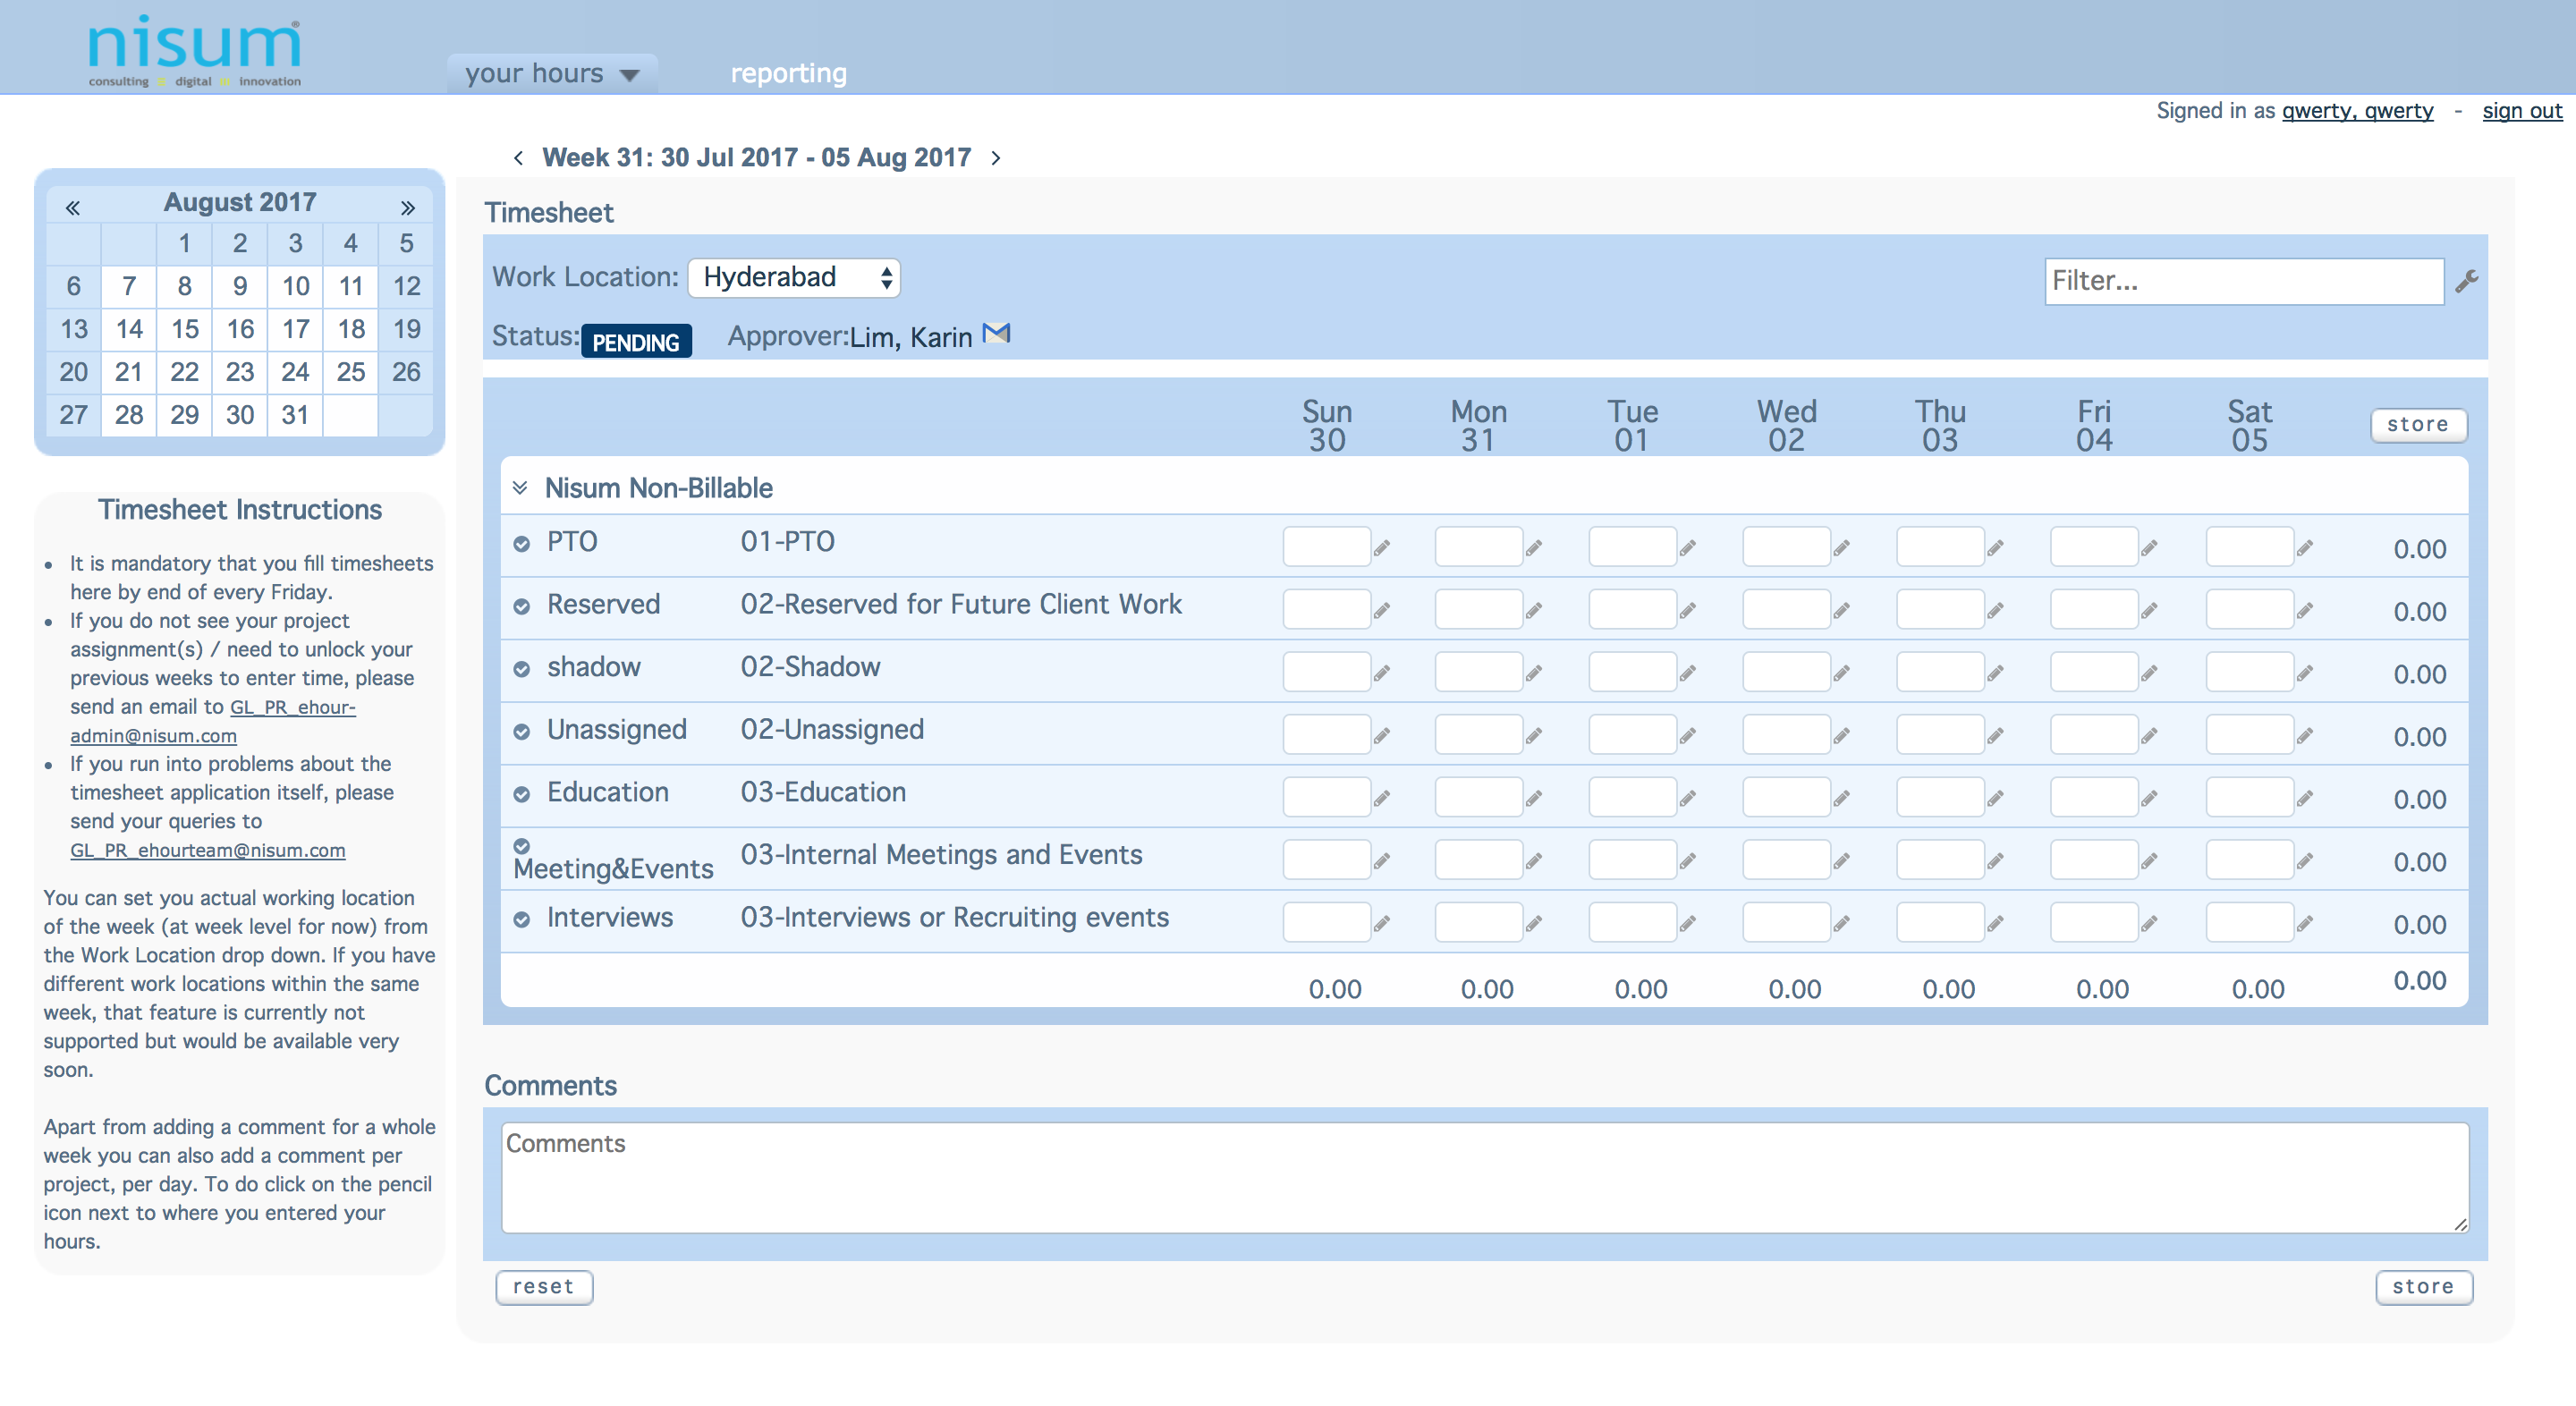 nisum®
consulting = digital = innovation
your hours
reporting
Signed in as qwerty, qwerty - sign out
Week 31: 30 Jul 2017 - 05 Aug 2017
« August 2017 »
1 2 3 4 5
6 7 8 9 10 11 12
13 14 15 16 17 18 19
20 21 22 23 24 25 26
27 28 29 30 31
Timesheet Instructions
• It is mandatory that you fill timesheets
here by end of every Friday.
• If you do not see your project
assignment(s) / need to unlock your
previous weeks to enter time, please
send an email to GL_PR_ehour-
admin@nisum.com
• If you run into problems about the
timesheet application itself, please
send your queries to
GL_PR_ehourteam@nisum.com
You can set you actual working location
of the week (at week level for now) from
the Work Location drop down. If you have
different work locations within the same
week, that feature is currently not
supported but would be available very
soon.
Apart from adding a comment for a whole
week you can also add a comment per
project, per day. To do click on the pencil
icon next to where you entered your
hours.
Timesheet
Work Location: Hyderabad
Filter...
Status: PENDING Approver:Lim, Karin
Sun Mon Tue Wed Thu Fri Sat
30 31 01 02 03 04 05
store
Nisum Non-Billable
PTO 01-PTO 0.00
Reserved 02-Reserved for Future Client Work 0.00
shadow 02-Shadow 0.00
Unassigned 02-Unassigned 0.00
Education 03-Education 0.00
Meeting&Events 03-Internal Meetings and Events 0.00
Interviews 03-Interviews or Recruiting events 0.00
0.00 0.00 0.00 0.00 0.00 0.00 0.00 0.00
Comments
Comments
reset
store